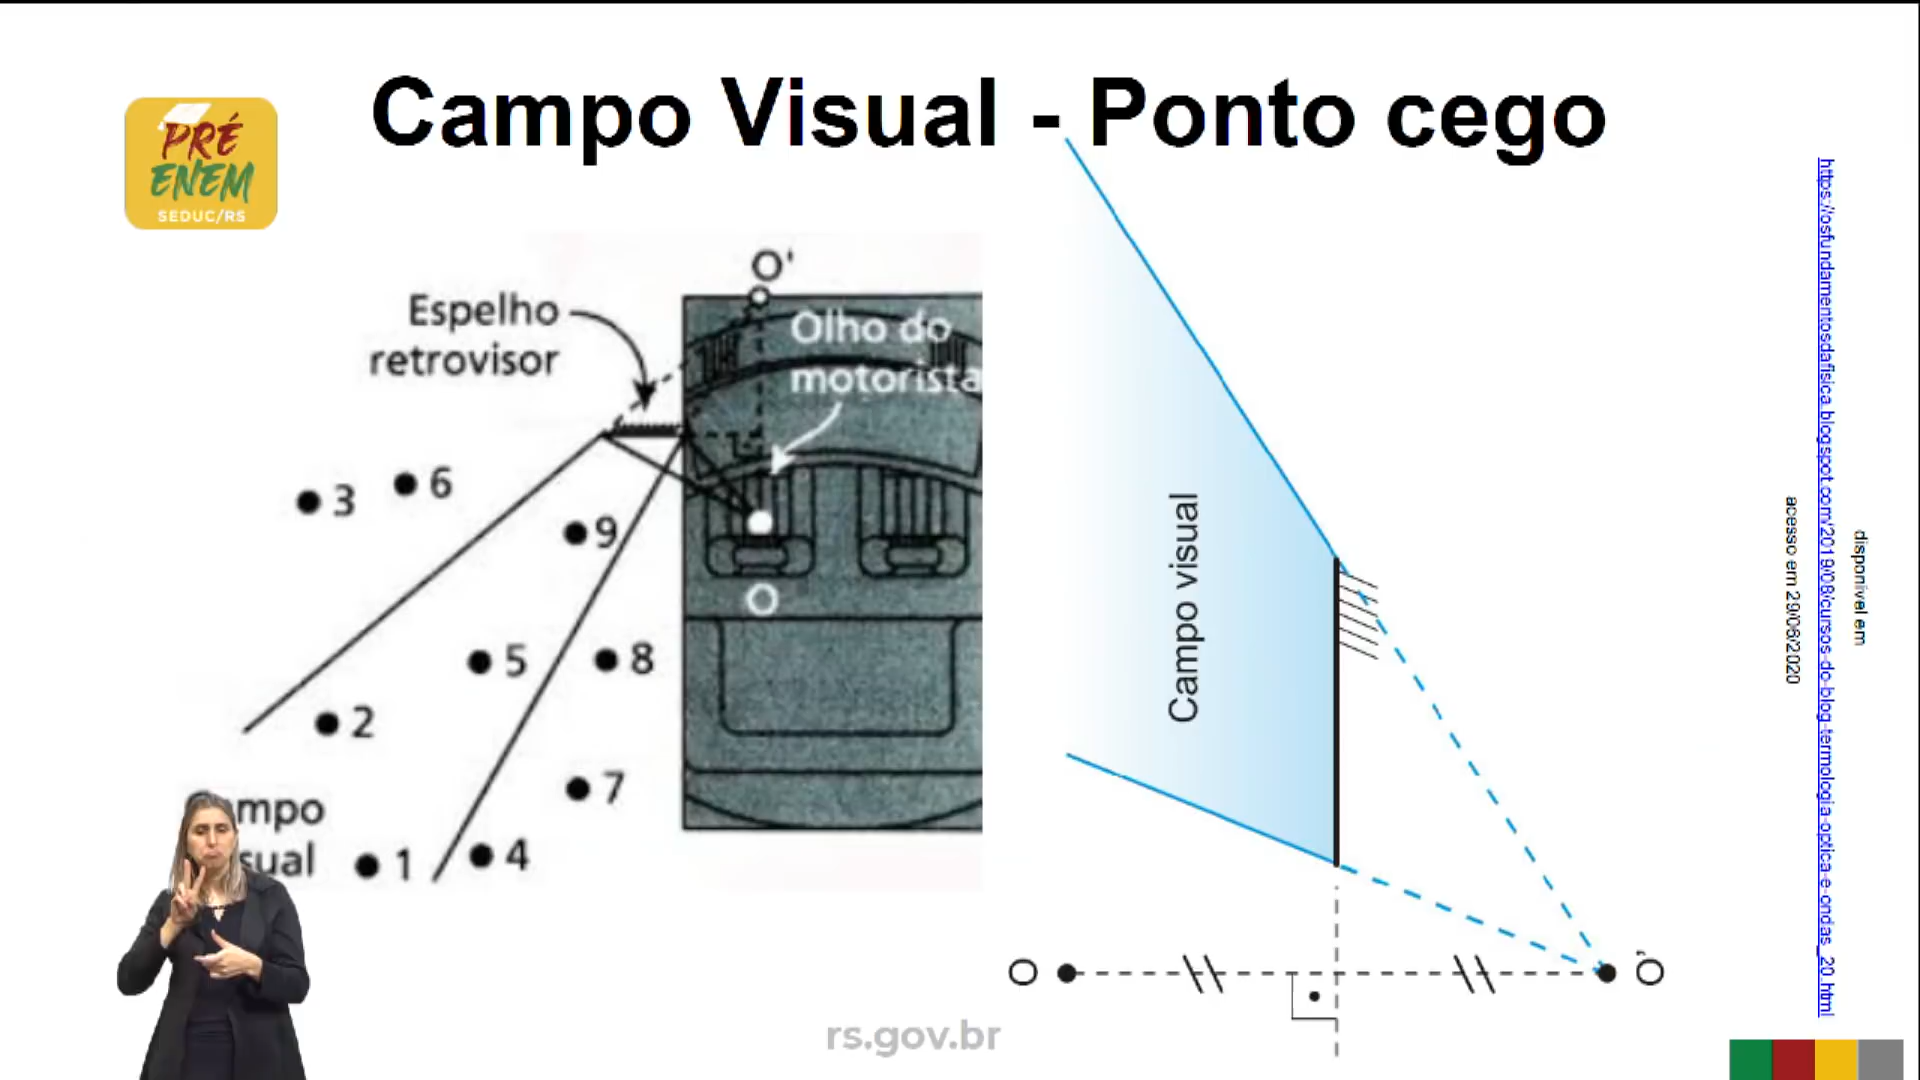 Campo Visual - Ponto cego
PRÉ
ENEM
SEDUC/RS
O'
Espelho
retrovisor
Olho do
motorista
3
6
9
O
5
8
2
7
mpo
sual
1
4
Campo visual
O
O'
disponível em
https://osfundamentosdafisica.blogspot.com/2019/08/cursos-do-blog-termologia-optica-e-ondas_20.html
acesso em 29/06/2020
rs.gov.br